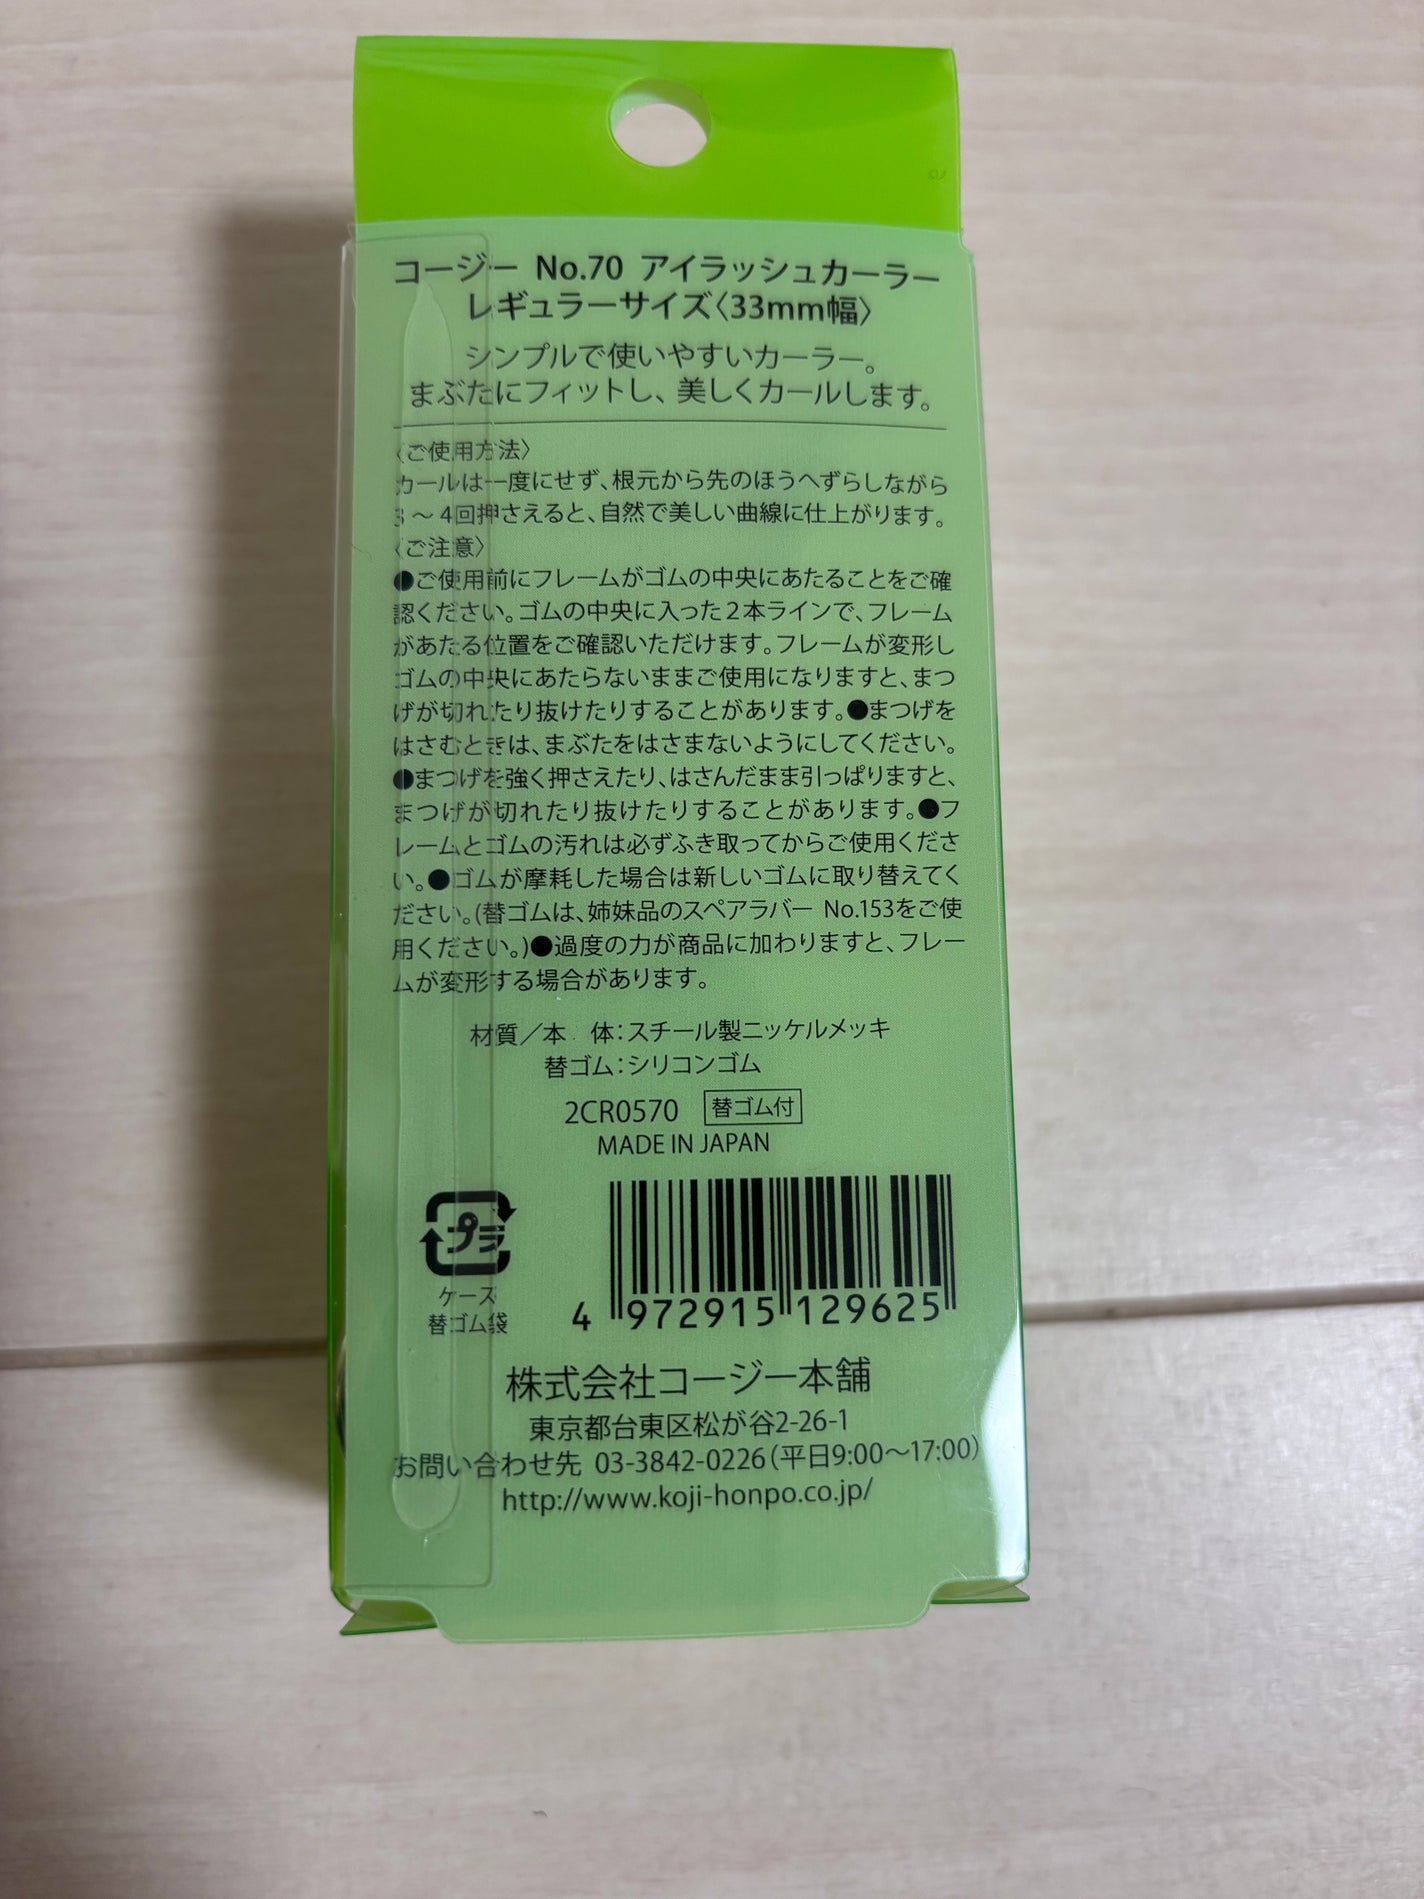 コージー No.70 アイラッシュカーラー
レギュラーサイズ〈33mm幅〉
シンプルで使いやすいカーラー。
まぶたにフィットし、美しくカールします。
〈ご使用方法〉
カールは一度にせず、根元から先のほうへずらしながら
3～4回押さえると、自然で美しい曲線に仕上がります。
〈ご注意〉
●ご使用前にフレームがゴムの中央にあたることをご確
認ください。ゴムの中央に入った2本ラインで、フレーム
があたる位置をご確認いただけます。フレームが変形し
ゴムの中央にあたらないままご使用になりますと、まつ
げが切れたり抜けたりすることがあります。●まつげを
はさむときは、まぶたをはさまないようにしてください。
●まつげを強く押さえたり、はさんだまま引っぱりますと、
まつげが切れたり抜けたりすることがあります。●フ
レームとゴムの汚れは必ずふき取ってからご使用くださ
い。●ゴムが摩耗した場合は新しいゴムに取り替えてく
ださい。(替ゴムは、姉妹品のスペアラバー No.153をご使
用ください。)●過度の力が商品に加わりますと、フレー
ムが変形する場合があります。
材質／本 体：スチール製ニッケルメッキ
替ゴム：シリコンゴム
2CR0570 替ゴム付
MADE IN JAPAN
プラ
ケース
替ゴム袋
4 972915 129625
株式会社コージー本舗
東京都台東区松が谷2-26-1
お問い合わせ先 03-3842-0226（平日9:00～17:00）
http://www.koji-honpo.co.jp/